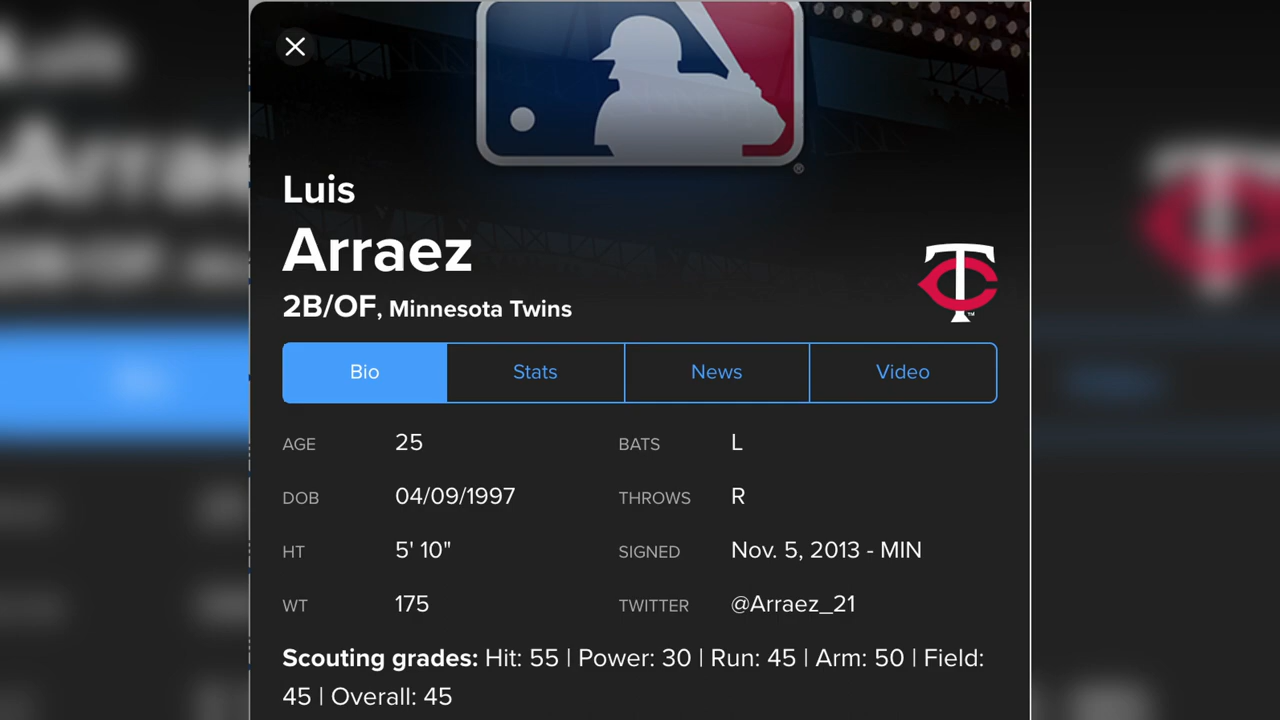 Luis
Arraez
2B/OF, Minnesota Twins
Bio Stats News Video
AGE 25 BATS L
DOB 04/09/1997 THROWS R
HT 5' 10" SIGNED Nov. 5, 2013 - MIN
WT 175 TWITTER @Arraez_21
Scouting grades: Hit: 55 | Power: 30 | Run: 45 | Arm: 50 | Field:
45 | Overall: 45